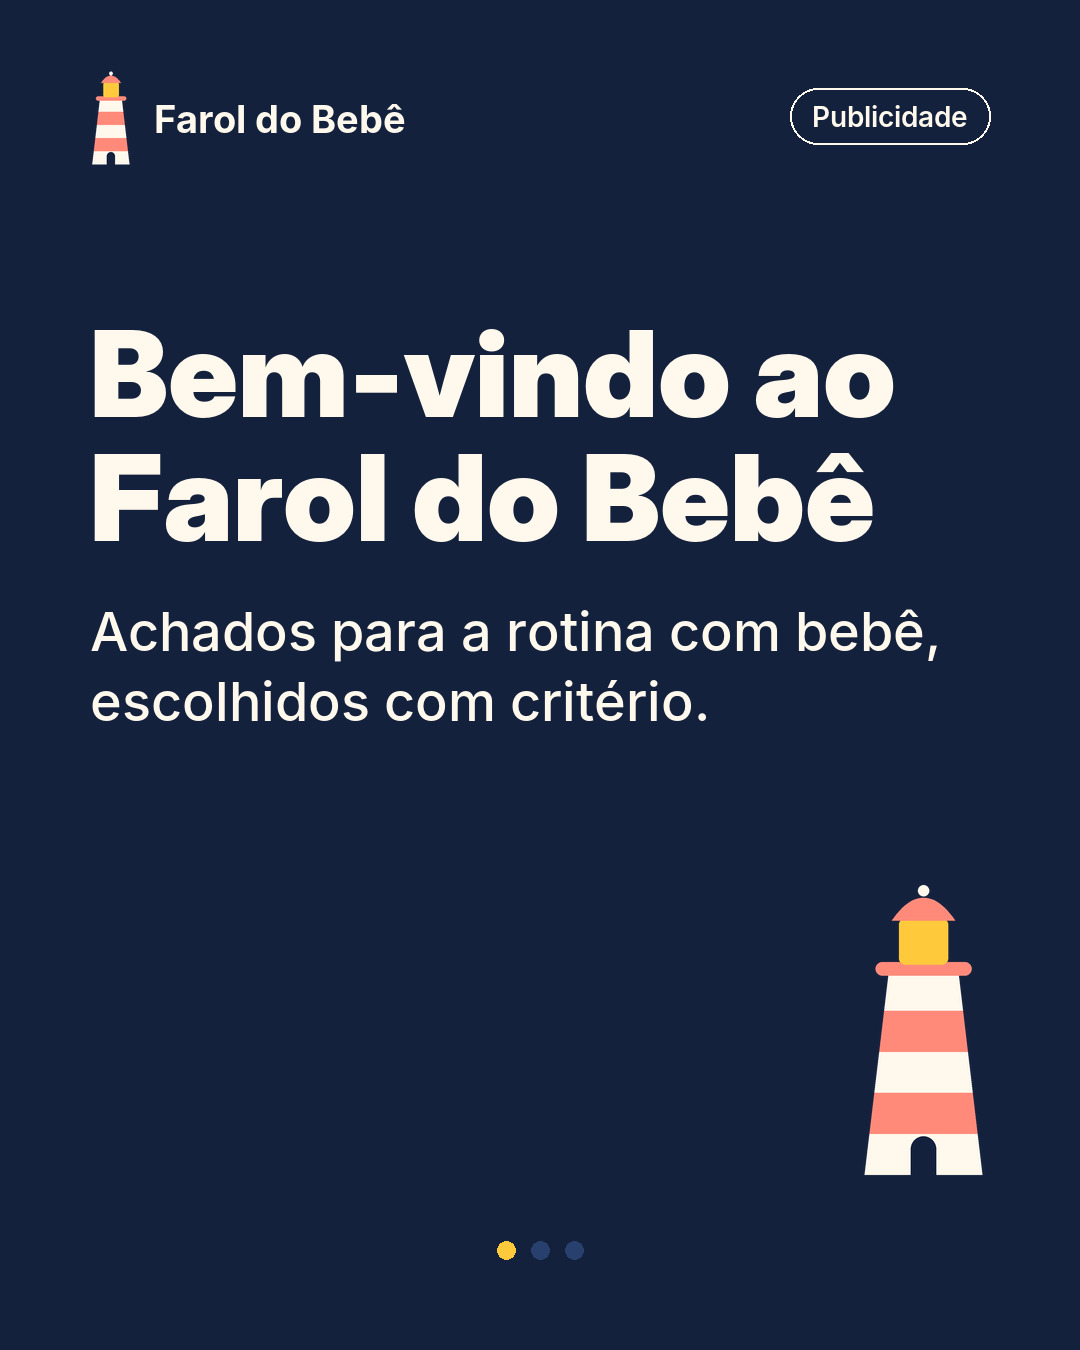 Farol do Bebê
Publicidade
Bem-vindo ao
Farol do Bebê
Achados para a rotina com bebê,
escolhidos com critério.